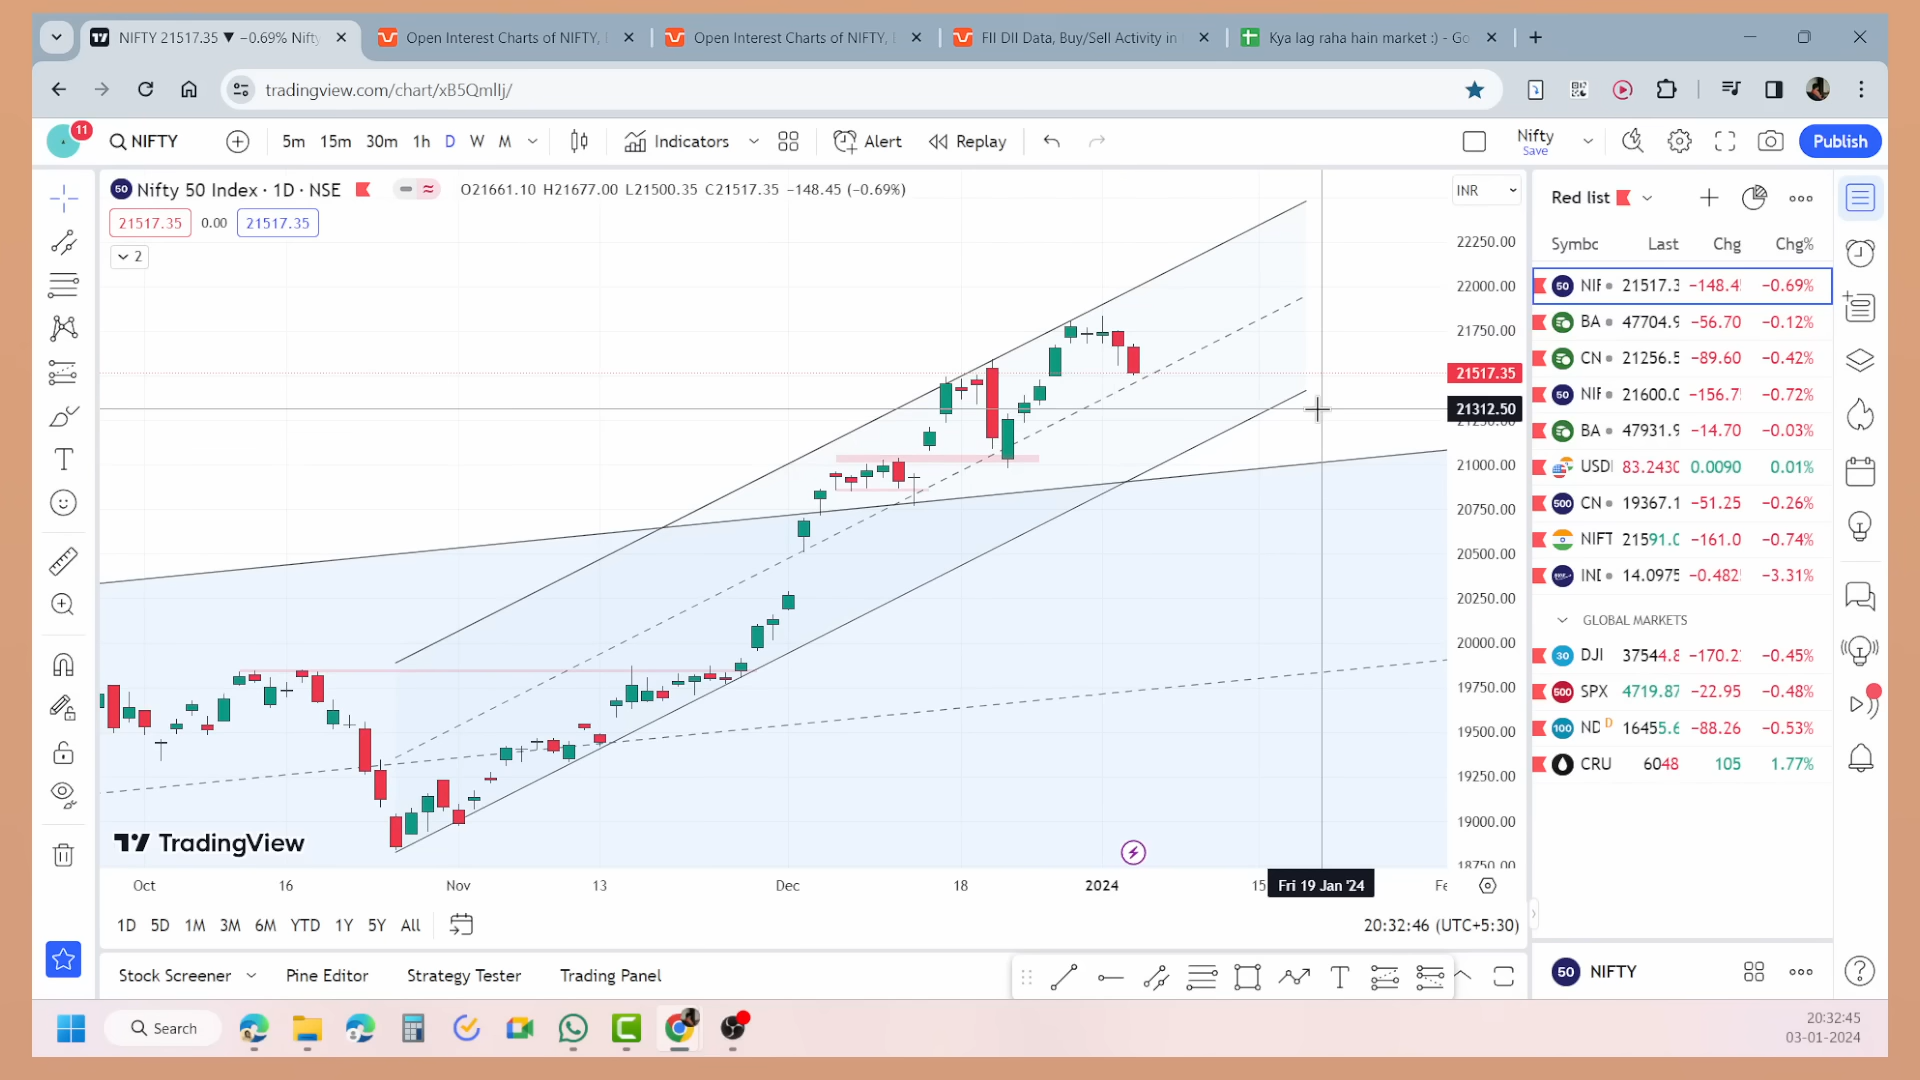 NIFTY 21517.35 ▼ −0.69% Nifty
Open Interest Charts of NIFTY,
Open Interest Charts of NIFTY,
FII DII Data, Buy/Sell Activity in
Kya lag raha hain market :) - Go
tradingview.com/chart/xB5QmlIj/
11
NIFTY
5m 15m 30m 1h D W M
Indicators
Alert
Replay
Nifty
Save
Publish
50 Nifty 50 Index · 1D · NSE
O21661.10 H21677.00 L21500.35 C21517.35 −148.45 (−0.69%)
INR
21517.35 0.00 21517.35
2
22250.00
22000.00
21750.00
21517.35
21312.50
21000.00
20750.00
20500.00
20250.00
20000.00
19750.00
19500.00
19250.00
19000.00
18750.00
TradingView
Oct 16 Nov 13 Dec 18 2024 15 Fri 19 Jan '24 Fe
1D 5D 1M 3M 6M YTD 1Y 5Y All
20:32:46 (UTC+5:30)
Stock Screener Pine Editor Strategy Tester Trading Panel
Red list
Symbc Last Chg Chg%
50 NIF 21517.3 −148.4 −0.69%
BA 47704.9 −56.70 −0.12%
CN 21256.5 −89.60 −0.42%
50 NIF 21600.0 −156.7 −0.72%
BA 47931.9 −14.70 −0.03%
USD 83.2430 0.0090 0.01%
500 CN 19367.1 −51.25 −0.26%
NIFT 21591.0 −161.0 −0.74%
INE 14.0975 −0.482 −3.31%
GLOBAL MARKETS
30 DJI 37544.8 −170.2 −0.45%
500 SPX 4719.87 −22.95 −0.48%
100 ND D 16455.6 −88.26 −0.53%
CRU 6048 105 1.77%
50 NIFTY
Search
20:32:45
03-01-2024